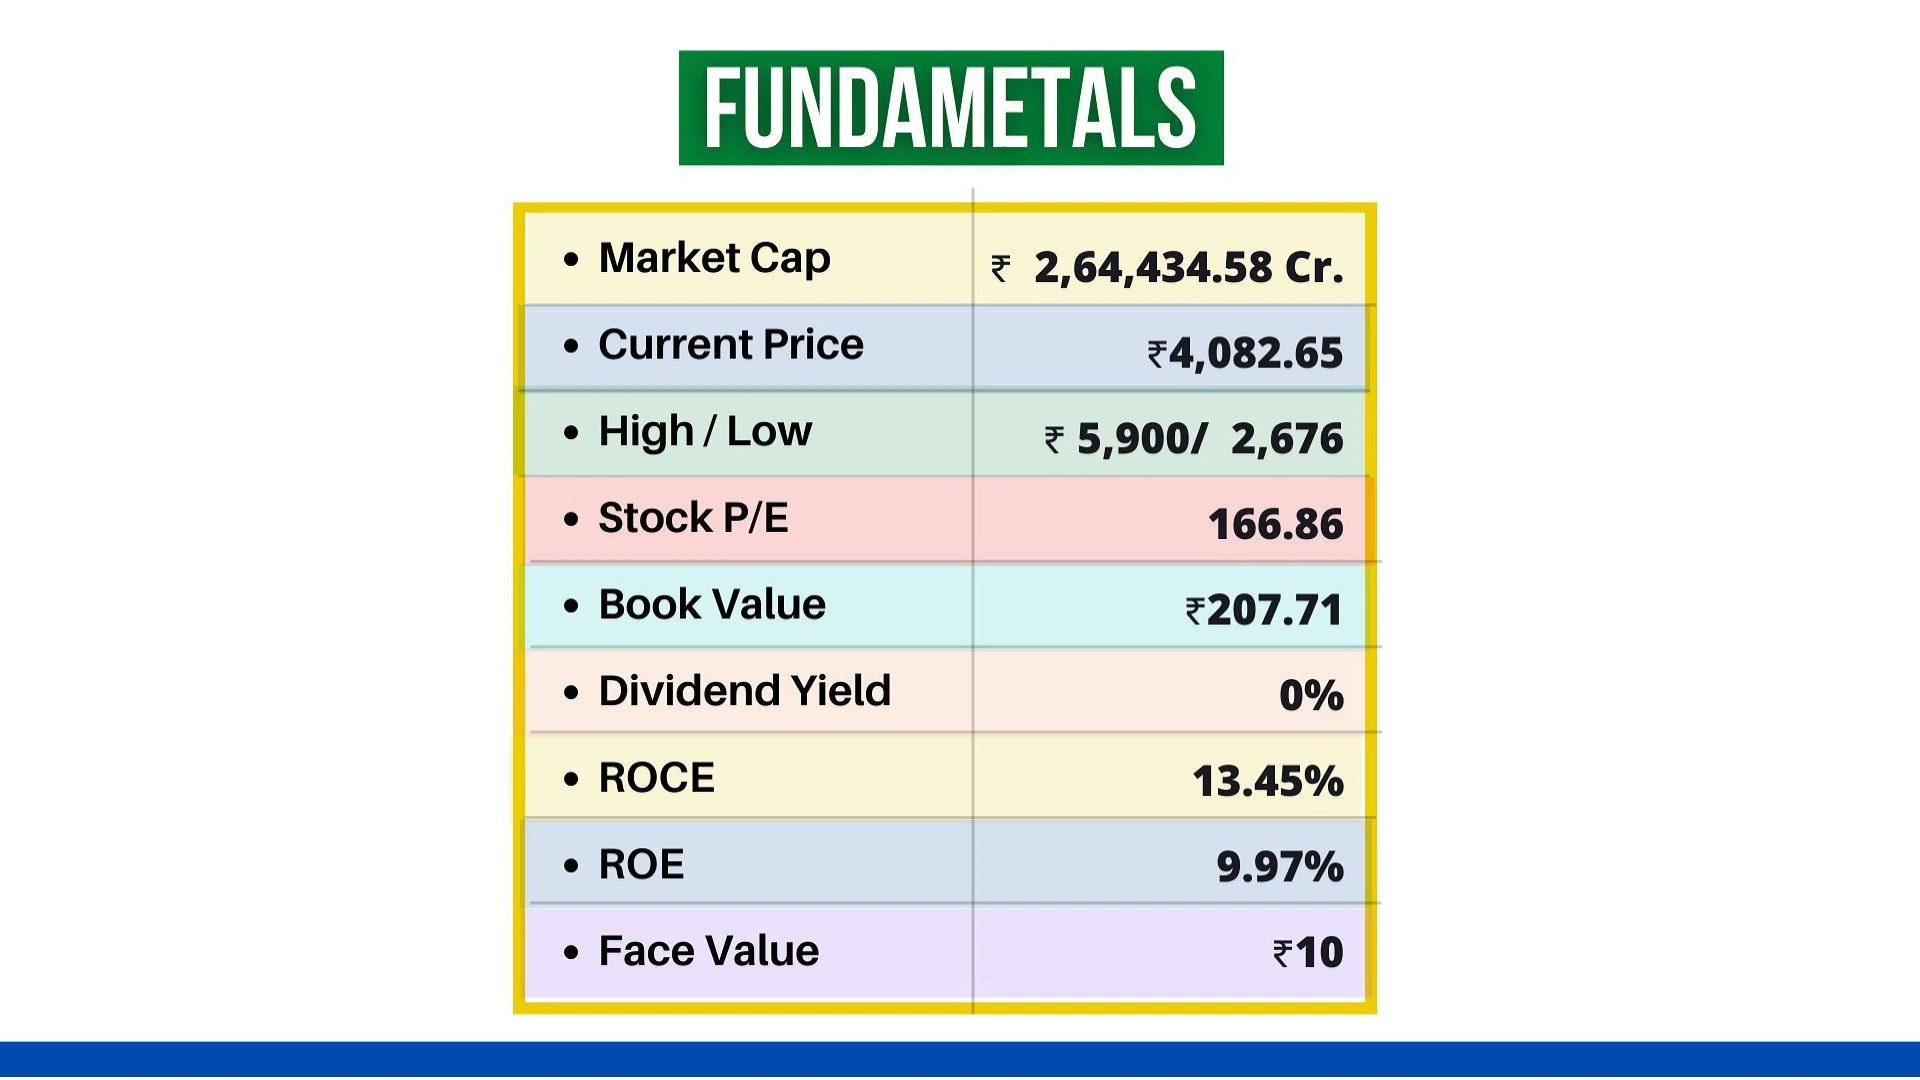 FUNDAMETALS
• Market Cap ₹ 2,64,434.58 Cr.
• Current Price ₹4,082.65
• High / Low ₹ 5,900/ 2,676
• Stock P/E 166.86
• Book Value ₹207.71
• Dividend Yield 0%
• ROCE 13.45%
• ROE 9.97%
• Face Value ₹10